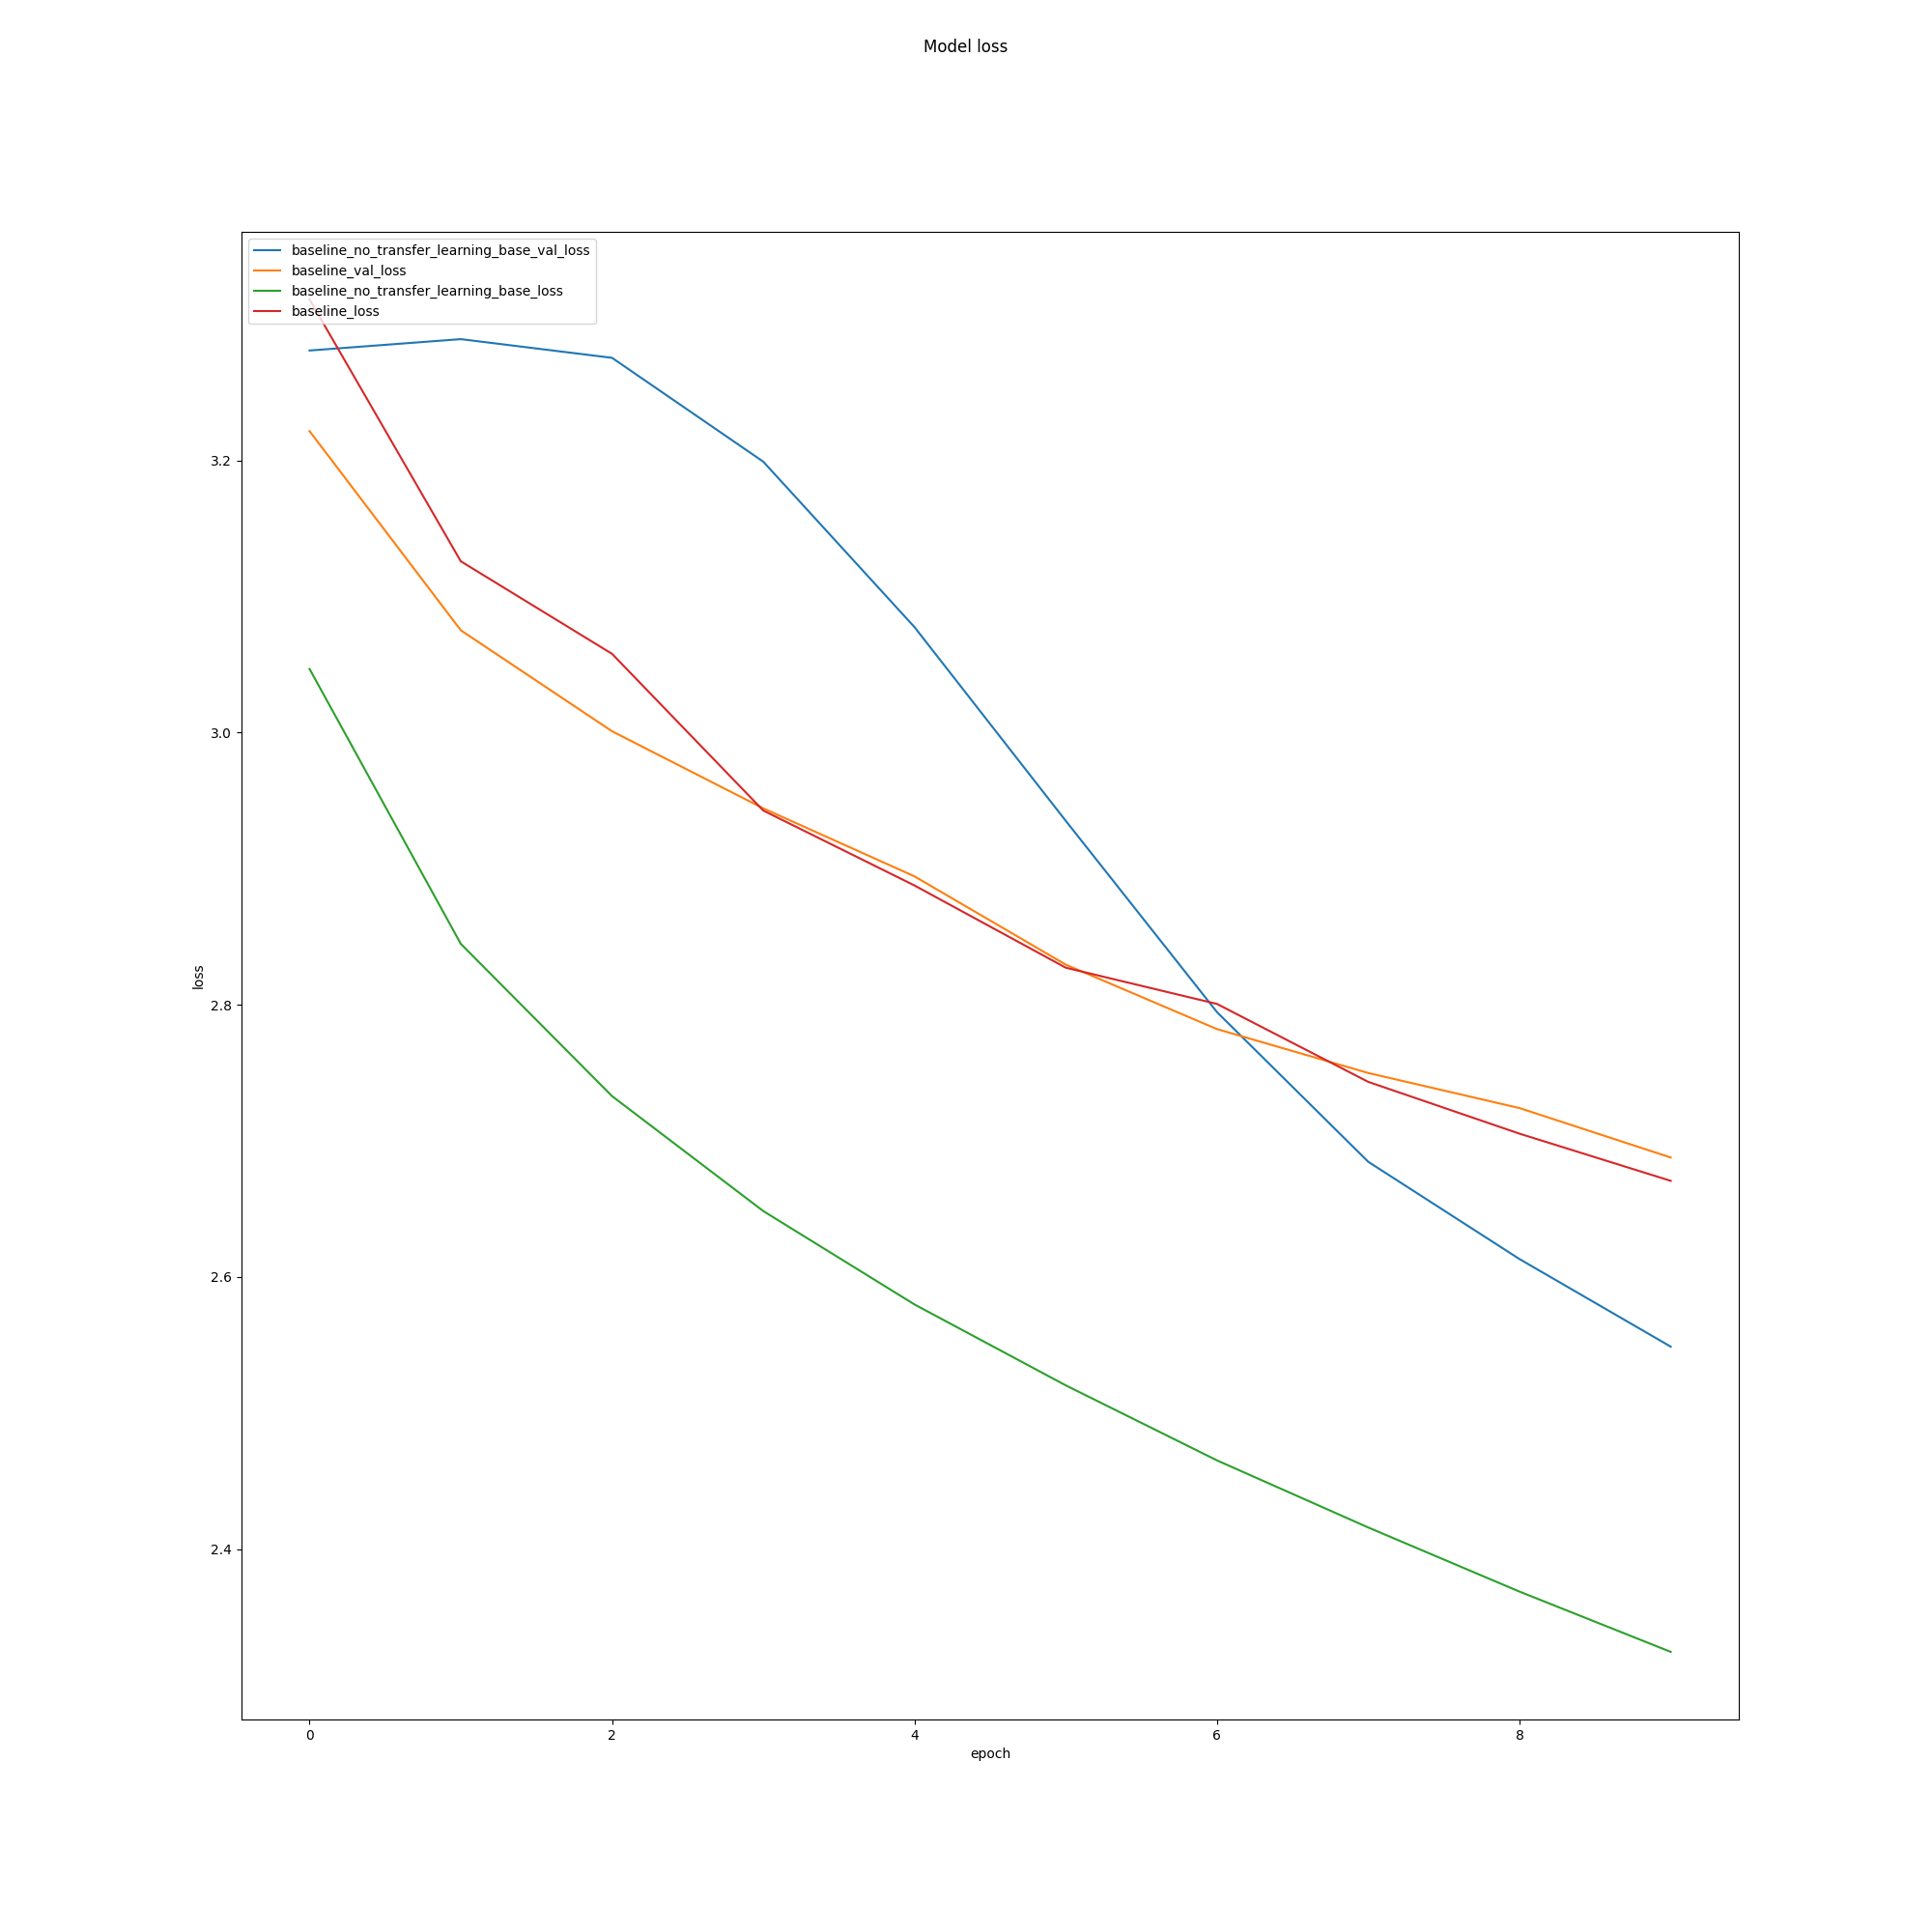 Model loss
baseline_no_transfer_learning_base_val_loss
baseline_val_loss
baseline_no_transfer_learning_base_loss
baseline_loss
3.2
3.0
2.8
2.6
2.4
loss
0 2 4 6 8
epoch